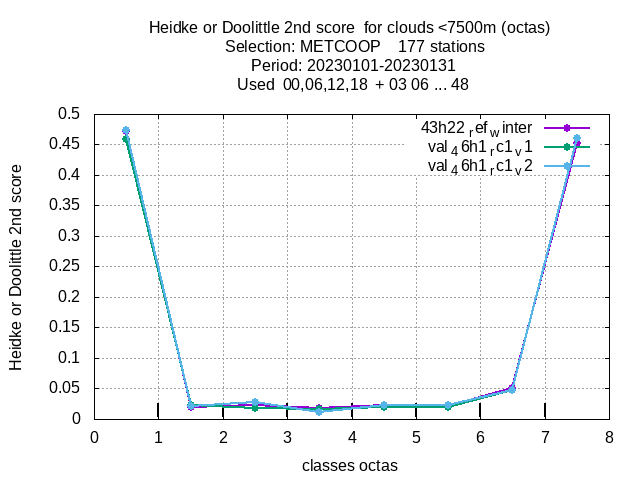 Heidke or Doolittle 2nd score for clouds <7500m (octas)
Selection: METCOOP 177 stations
Period: 20230101-20230131
Used 00,06,12,18 + 03 06 ... 48
43h22 ref winter
val 46h1 rc1 v1
val 46h1 rc1 v2
0.5
0.45
0.4
0.35
0.3
0.25
0.2
0.15
0.1
0.05
0
Heidke or Doolittle 2nd score
0 1 2 3 4 5 6 7 8
classes octas